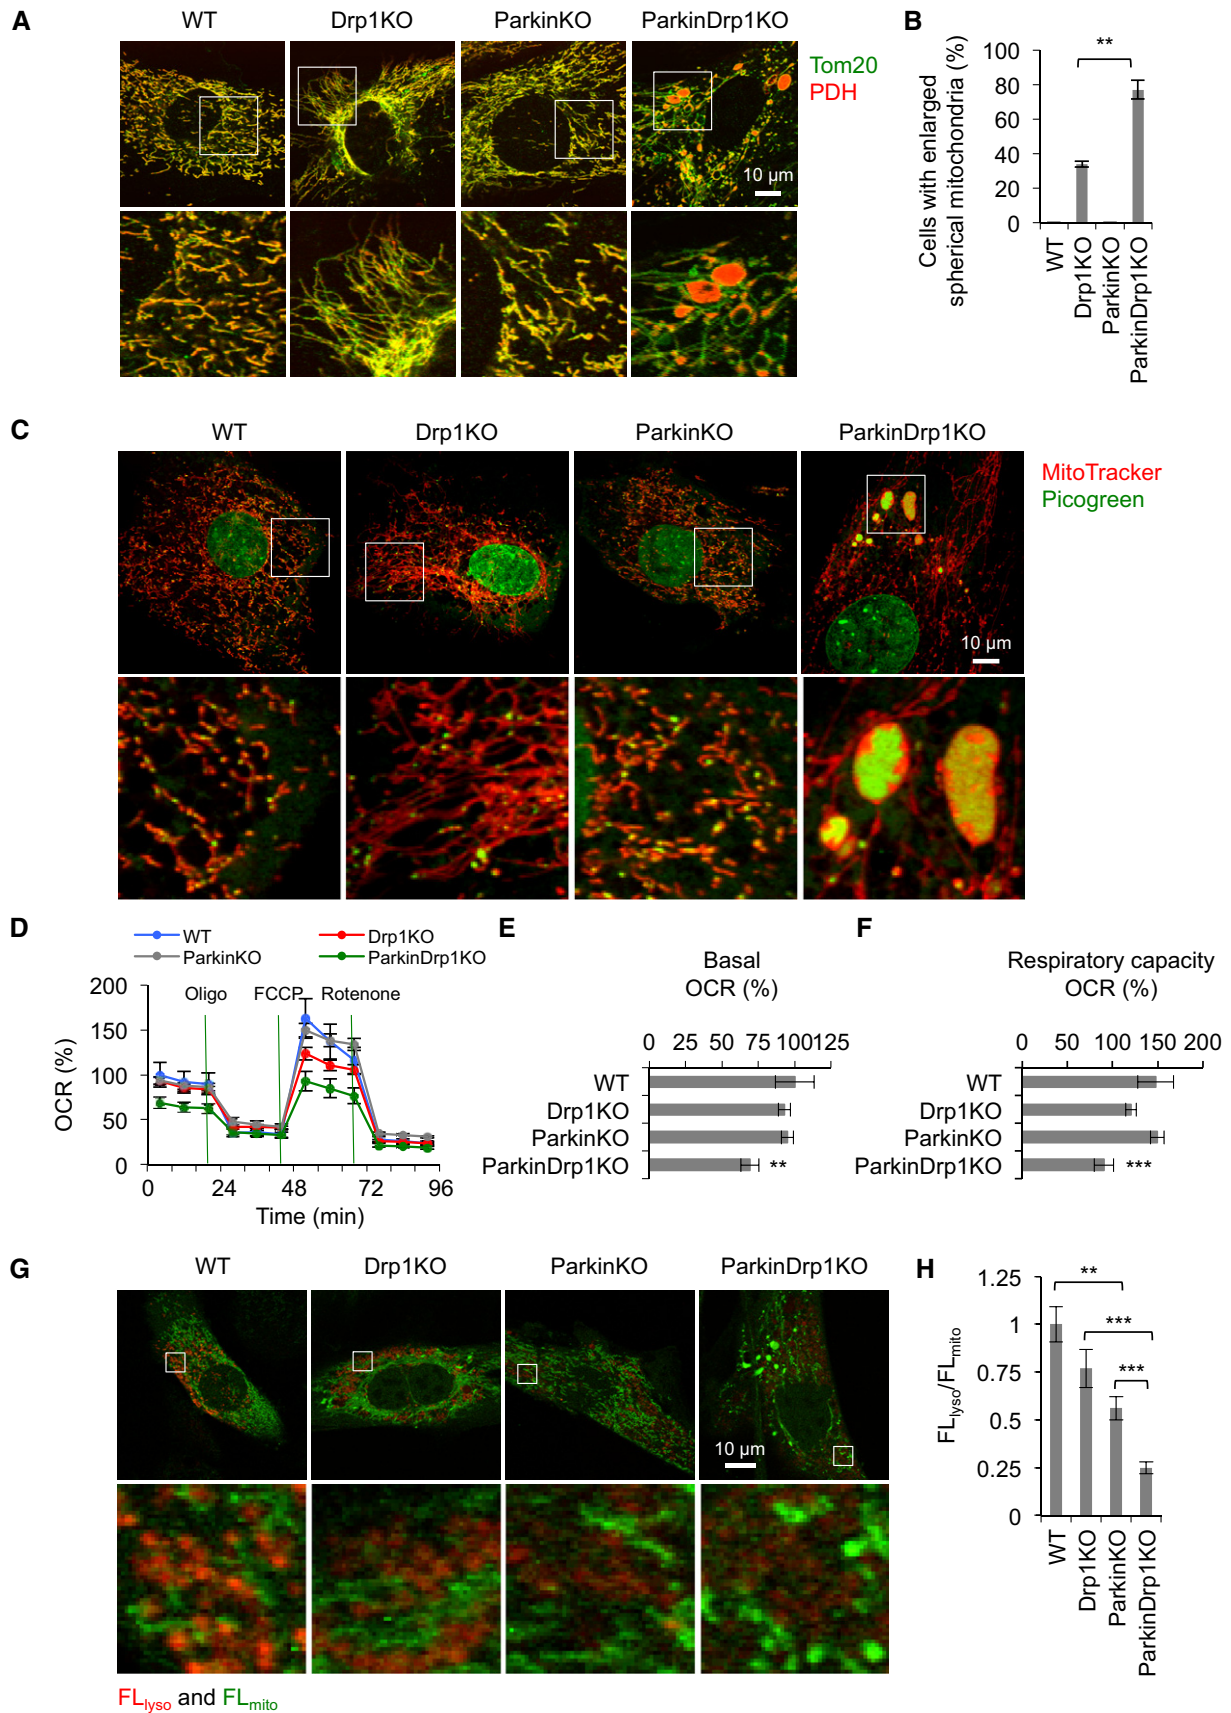 A
WT
Drp1KO
ParkinKO
ParkinDrp1KO
Tom20
PDH
10 µm
B
Cells with enlarged
spherical mitochondria (%)
100
80
60
40
20
0
**
WT
Drp1KO
ParkinKO
ParkinDrp1KO
C
WT
Drp1KO
ParkinKO
ParkinDrp1KO
MitoTracker
Picogreen
10 µm
D
WT
Drp1KO
ParkinKO
ParkinDrp1KO
OCR (%)
200
150
100
50
0
Oligo
FCCP
Rotenone
0 24 48 72 96
Time (min)
E
Basal
OCR (%)
0 25 50 75 100 125
WT
Drp1KO
ParkinKO
ParkinDrp1KO
**
F
Respiratory capacity
OCR (%)
0 50 100 150 200
WT
Drp1KO
ParkinKO
ParkinDrp1KO
***
G
WT
Drp1KO
ParkinKO
ParkinDrp1KO
10 µm
FLlyso and FLmito
H
FLlyso/FLmito
1.25
1
0.75
0.5
0.25
0
**
***
***
WT
Drp1KO
ParkinKO
ParkinDrp1KO